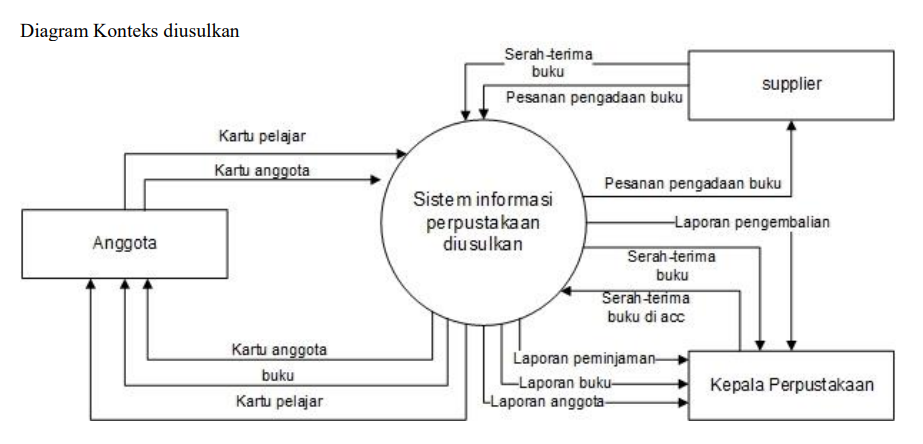 Diagram Konteks diusulkan
Serah-terima
buku
Pesanan pengadaan buku
supplier
Kartu pelajar
Kartu anggota
Sistem informasi
perpustakaan
diusulkan
Pesanan pengadaan buku
Laporan pengembalian
Anggota
Serah-terima
buku
Serah-terima
buku di acc
Kartu anggota
buku
Kartu pelajar
Laporan peminjaman
Laporan buku
Laporan anggota
Kepala Perpustakaan